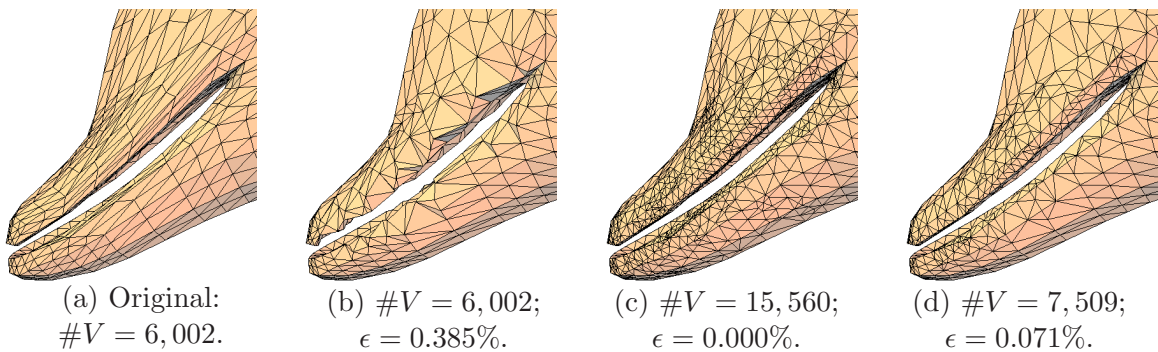 (a) Original:
#V = 6, 002.
(b) #V = 6, 002;
ϵ = 0.385%.
(c) #V = 15, 560;
ϵ = 0.000%.
(d) #V = 7, 509;
ϵ = 0.071%.